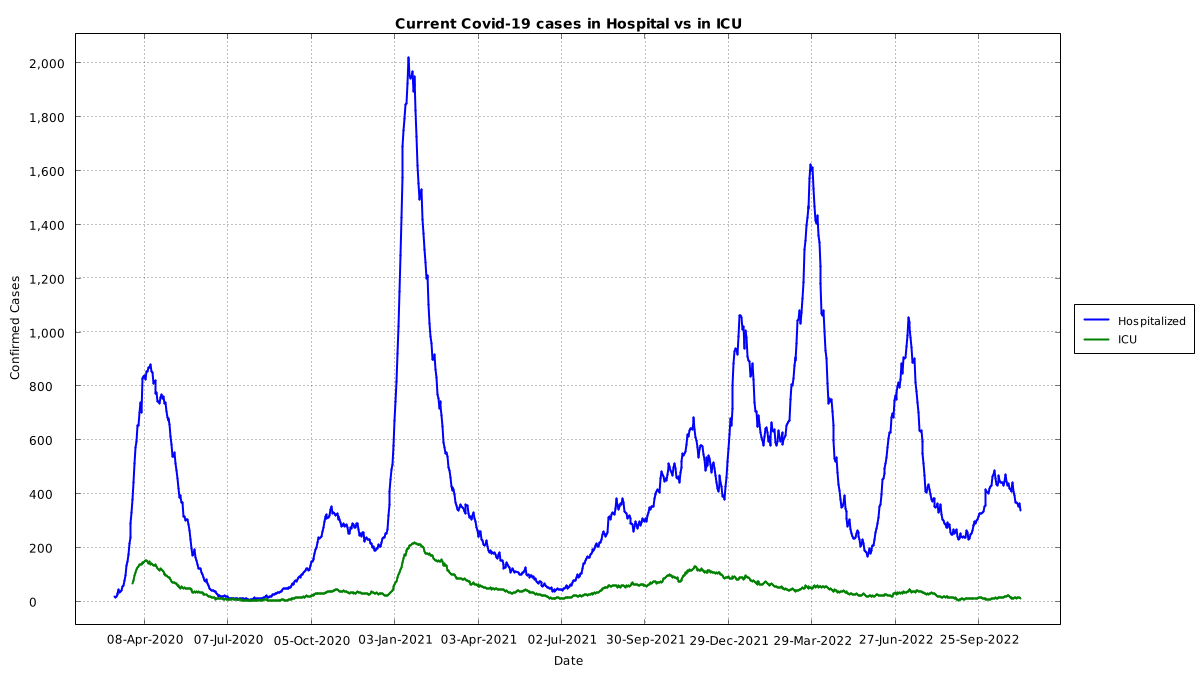 Current Covid-19 cases in Hospital vs in ICU
2,000
1,800
1,600
1,400
1,200
1,000
800
600
400
200
0
Confirmed Cases
08-Apr-2020 07-Jul-2020 05-Oct-2020 03-Jan-2021 03-Apr-2021 02-Jul-2021 30-Sep-2021 29-Dec-2021 29-Mar-2022 27-Jun-2022 25-Sep-2022
Date
Hospitalized
ICU